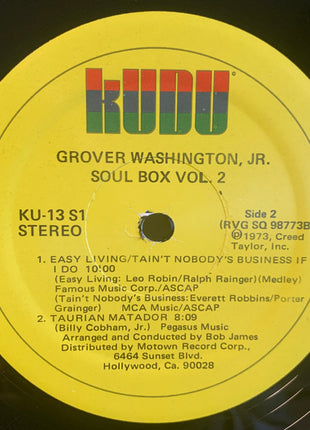 KUDU
GROVER WASHINGTON, JR.
SOUL BOX VOL. 2
KU-13 S1
STEREO
Side 2
(RVG SQ 98773B
℗1973, Creed
Taylor, Inc.
1. EASY LIVING/TAIN'T NOBODY'S BUSINESS IF
I DO 10:00
(Easy Living: Leo Robin/Ralph Rainger)(Medley)
Famous Music Corp./ASCAP
(Tain't Nobody's Business: Everett Robbins/Porter
Grainger) MCA Music/ASCAP
2. TAURIAN MATADOR 8:09
(Billy Cobham, Jr.) Pegasus Music
Arranged and Conducted by Bob James
Distributed by Motown Record Corp.,
6464 Sunset Blvd.
Hollywood, Ca. 90028